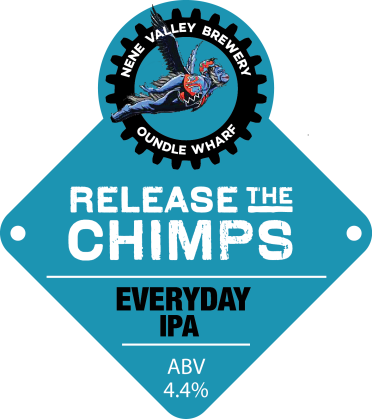 NENE VALLEY BREWERY
OUNDLE WHARF
RELEASE THE
CHIMPS
EVERYDAY
IPA
ABV
4.4%